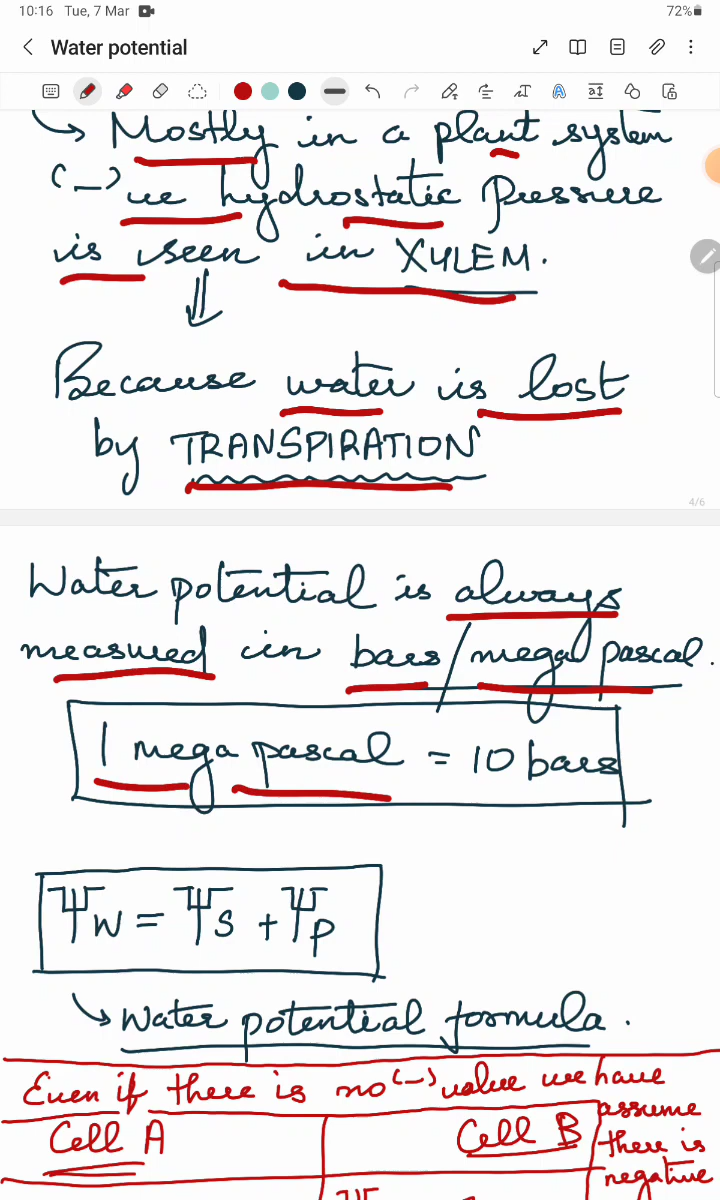 10:16 Tue, 7 Mar
72%
Water potential
Mostly in a plant system
(-)ve hydrostatic pressure
is seen in XYLEM.
Because water is lost
by TRANSPIRATION
4/6
Water potential is always
measured in bars/mega pascal.
1 mega pascal = 10 bars
Ψw = Ψs + Ψp
Water potential formula.
Even if there is no (-) value we have
assume
there is
negative
Cell A
Cell B